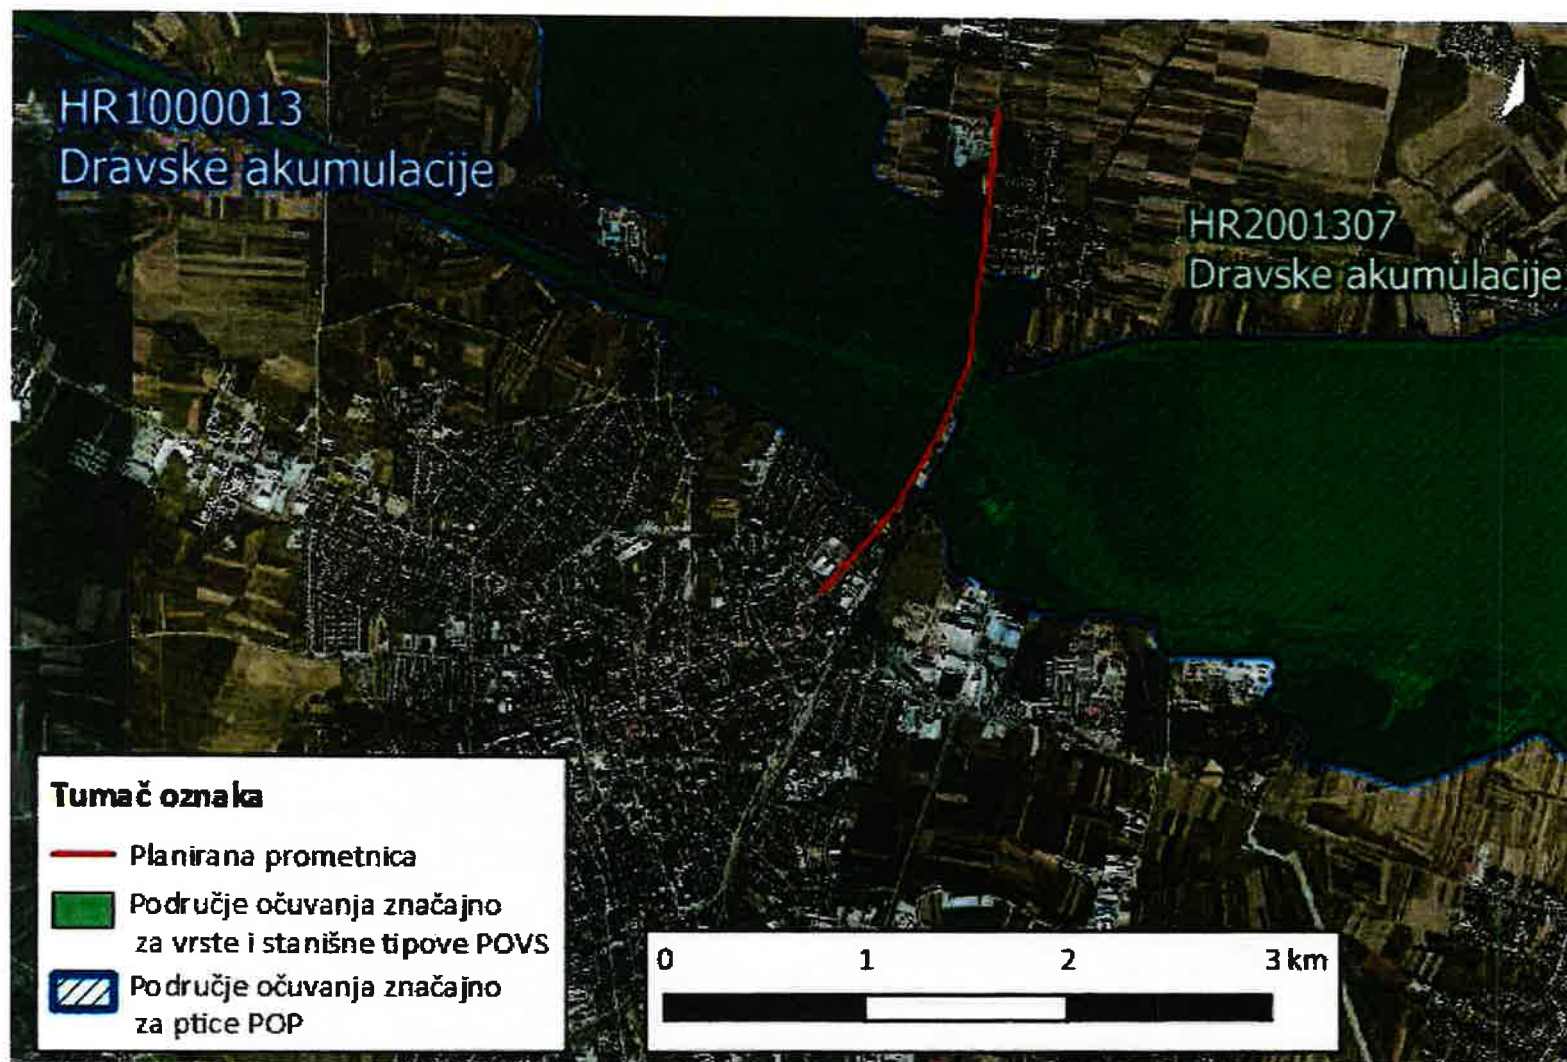 HR1000013
Dravske akumulacije
HR2001307
Dravske akumulacije
Tumač oznaka
Planirana prometnica
Područje očuvanja značajno
za vrste i stanišne tipove POVS
Područje očuvanja značajno
za ptice POP
0 1 2 3 km